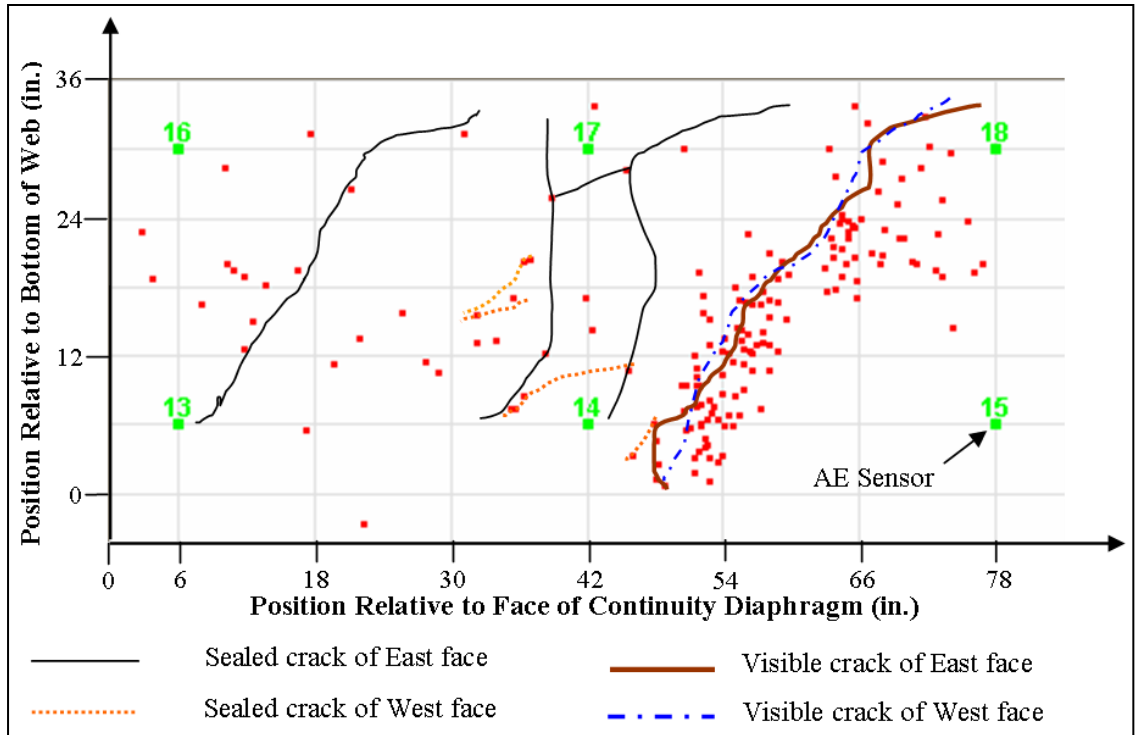 Position Relative to Bottom of Web (in.)
36
24
12
0
16
17
18
13
14
15
AE Sensor
0
6
18
30
42
54
66
78
Position Relative to Face of Continuity Diaphragm (in.)
Sealed crack of East face
Visible crack of East face
Sealed crack of West face
Visible crack of West face